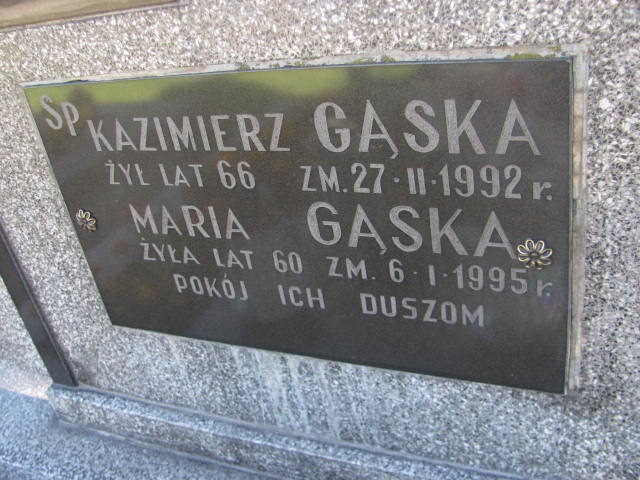 ŚP KAZIMIERZ GĄSKA
ŻYŁ LAT 66 ZM. 27·II·1992 r.
MARIA GĄSKA
ŻYŁA LAT 60 ZM. 6·I·1995 r.
POKÓJ ICH DUSZOM